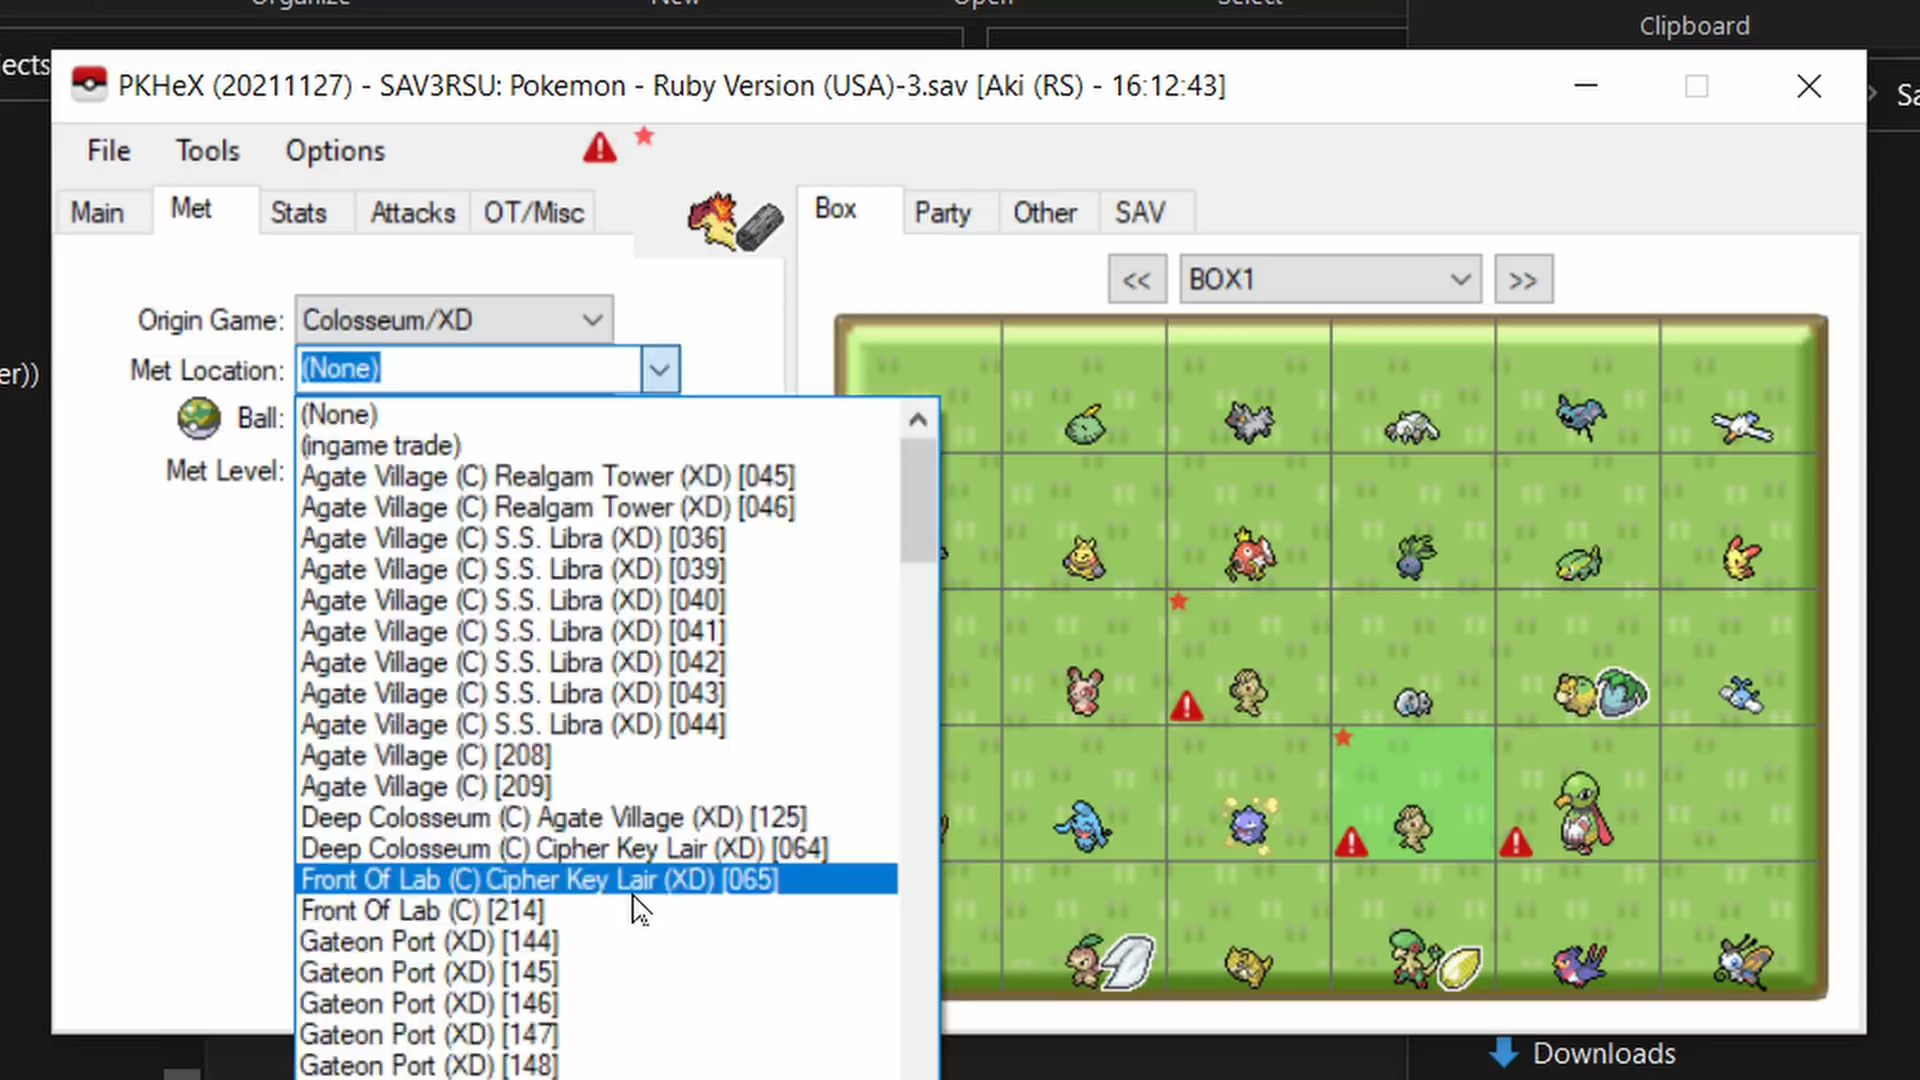 Organize
New
Open
Select
Clipboard
ects
PKHeX (20211127) - SAV3RSU: Pokemon - Ruby Version (USA)-3.sav [Aki (RS) - 16:12:43]
Sa
File Tools Options
Main Met Stats Attacks OT/Misc
Box Party Other SAV
<< BOX1 >>
Origin Game: Colosseum/XD
Met Location: (None)
er))
Ball:
Met Level:
(None)
(ingame trade)
Agate Village (C) Realgam Tower (XD) [045]
Agate Village (C) Realgam Tower (XD) [046]
Agate Village (C) S.S. Libra (XD) [036]
Agate Village (C) S.S. Libra (XD) [039]
Agate Village (C) S.S. Libra (XD) [040]
Agate Village (C) S.S. Libra (XD) [041]
Agate Village (C) S.S. Libra (XD) [042]
Agate Village (C) S.S. Libra (XD) [043]
Agate Village (C) S.S. Libra (XD) [044]
Agate Village (C) [208]
Agate Village (C) [209]
Deep Colosseum (C) Agate Village (XD) [125]
Deep Colosseum (C) Cipher Key Lair (XD) [064]
Front Of Lab (C) Cipher Key Lair (XD) [065]
Front Of Lab (C) [214]
Gateon Port (XD) [144]
Gateon Port (XD) [145]
Gateon Port (XD) [146]
Gateon Port (XD) [147]
Gateon Port (XD) [148]
Downloads